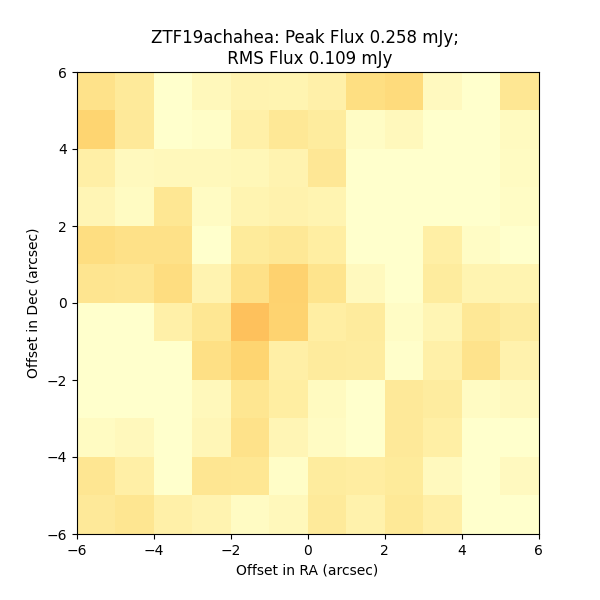 ZTF19achahea: Peak Flux 0.258 mJy;
RMS Flux 0.109 mJy
6
4
2
0
−2
−4
−6
Offset in Dec (arcsec)
−6 −4 −2 0 2 4 6
Offset in RA (arcsec)